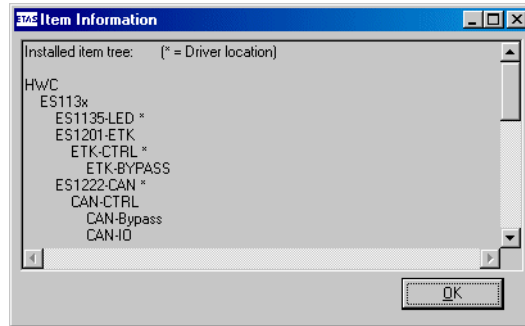 ETAS Item Information
Installed item tree: (* = Driver location)
HWC
ES113x
ES1135-LED *
ES1201-ETK
ETK-CTRL *
ETK-BYPASS
ES1222-CAN *
CAN-CTRL
CAN-Bypass
CAN-IO
OK